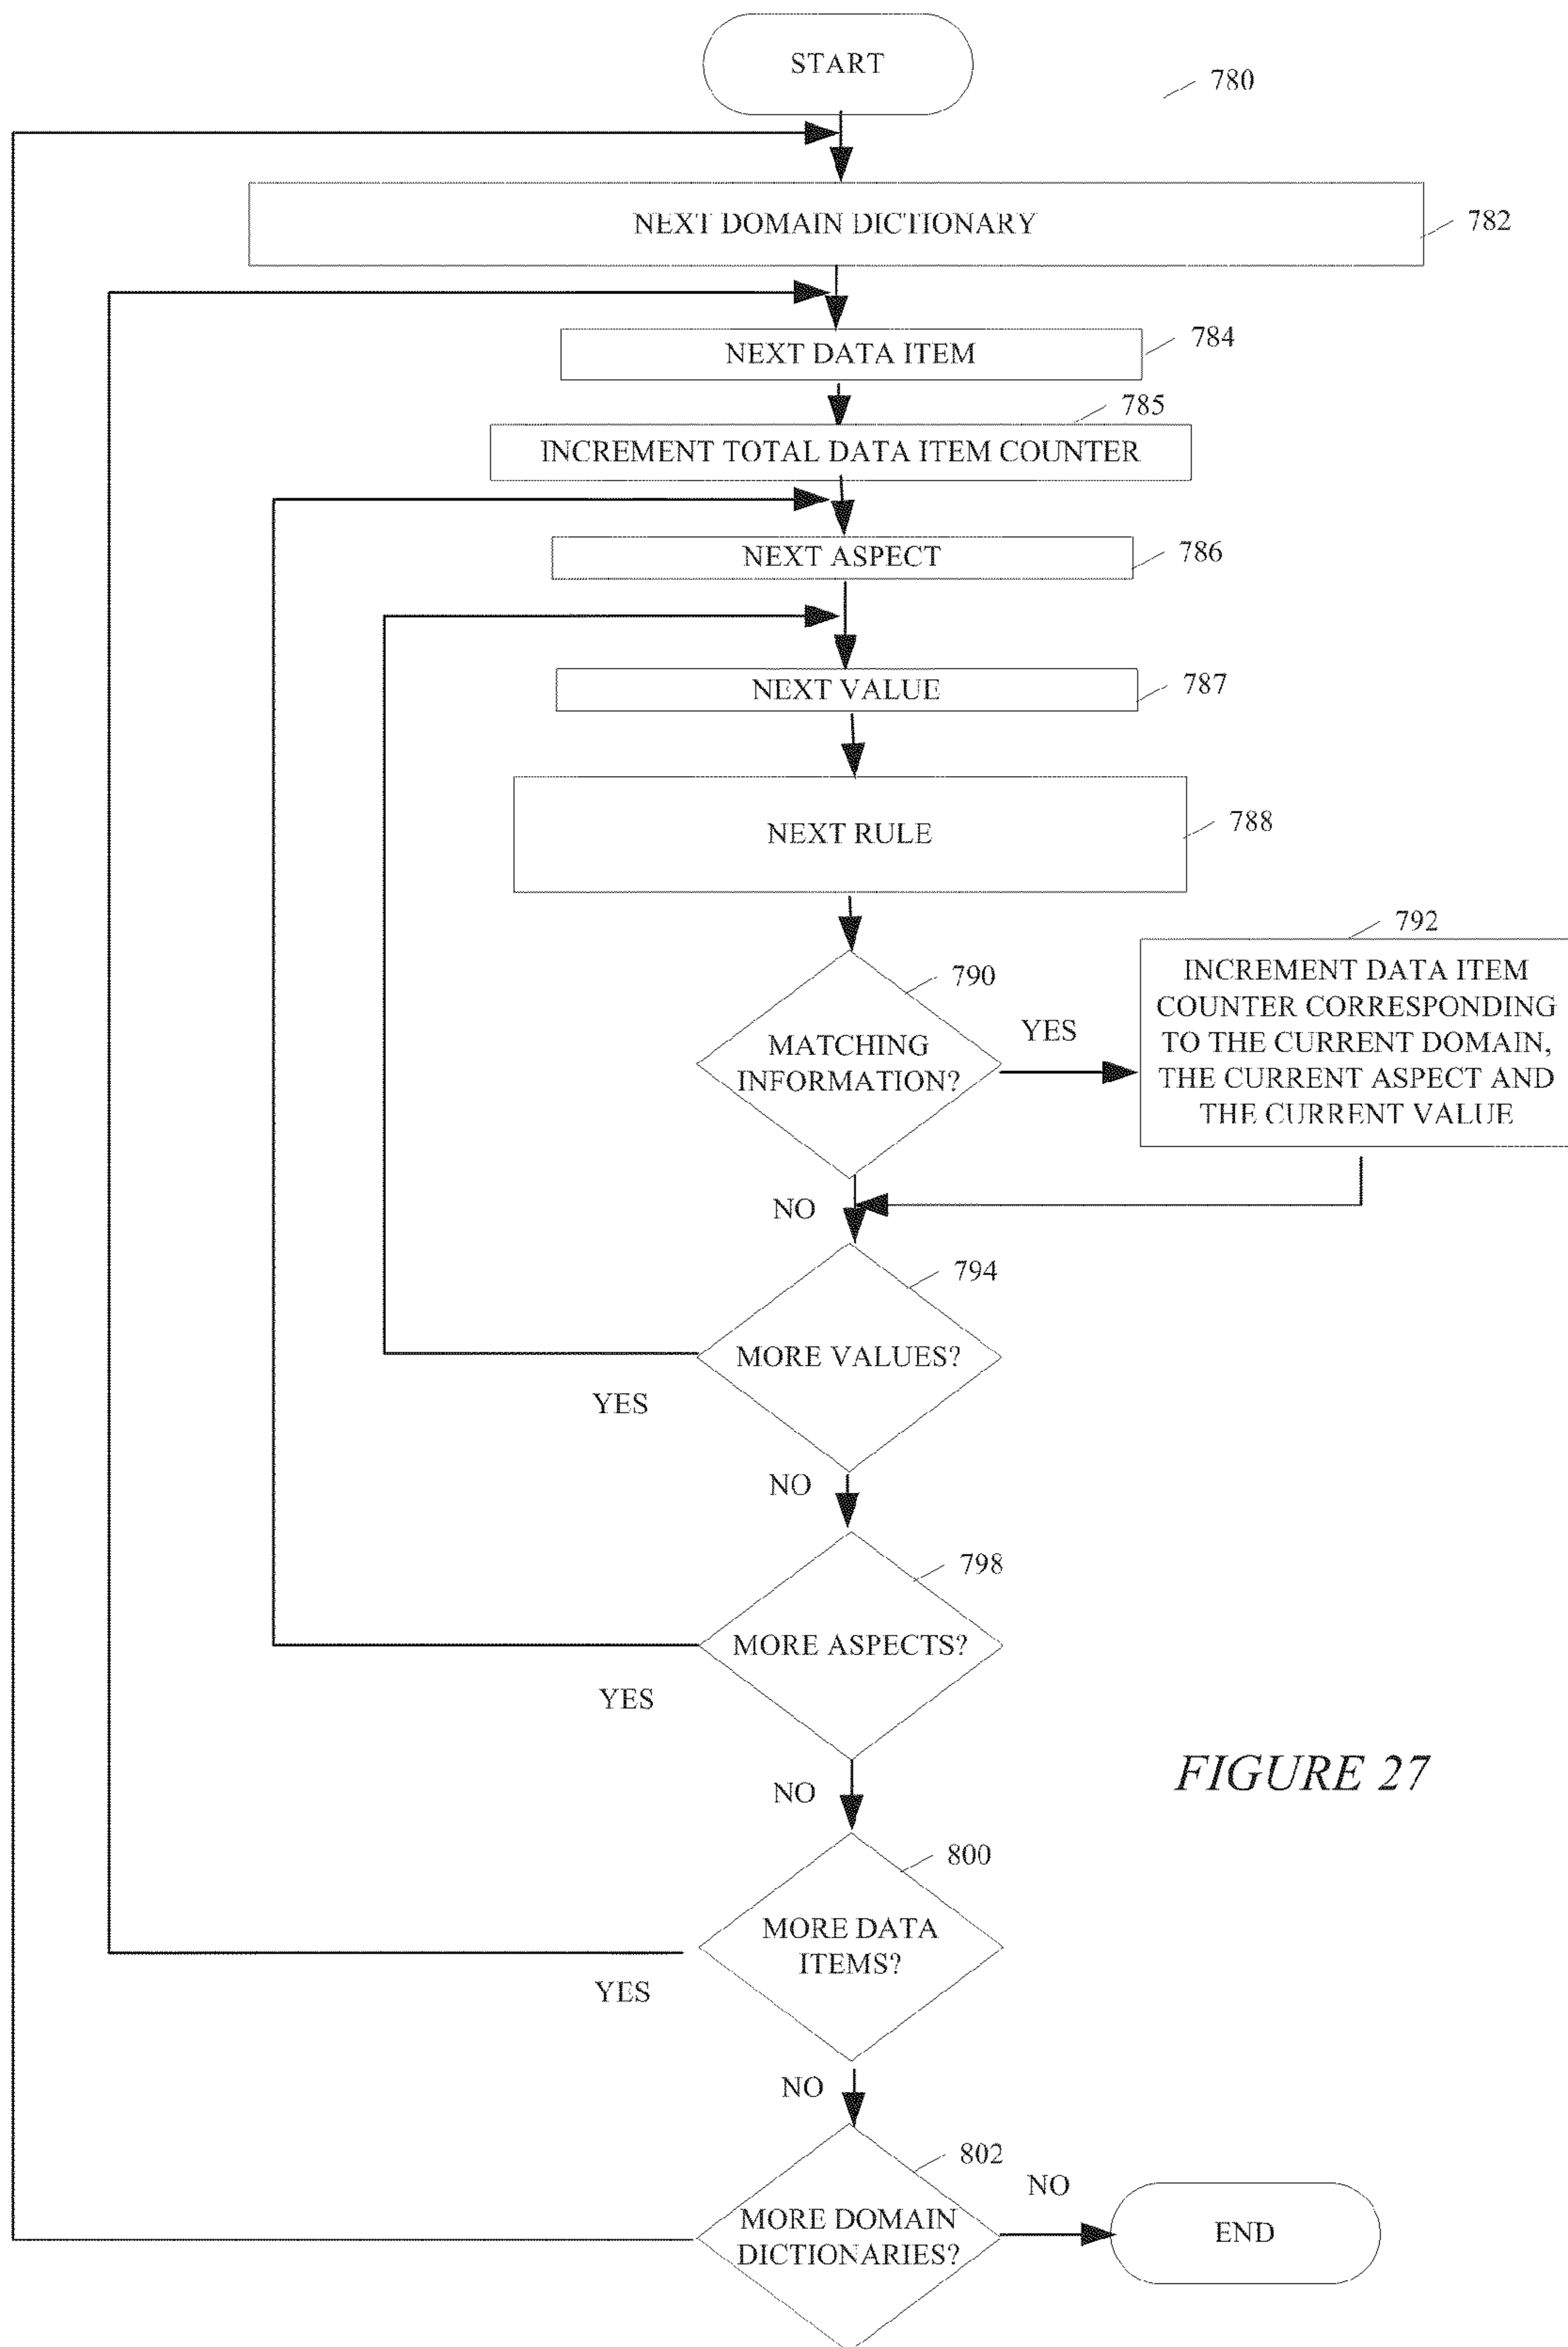 START
780
NEXT DOMAIN DICTIONARY
782
NEXT DATA ITEM
784
785
INCREMENT TOTAL DATA ITEM COUNTER
NEXT ASPECT
786
NEXT VALUE
787
NEXT RULE
788
792
INCREMENT DATA ITEM
COUNTER CORRESPONDING
TO THE CURRENT DOMAIN,
THE CURRENT ASPECT AND
THE CURRENT VALUE
790
MATCHING
INFORMATION?
YES
NO
794
MORE VALUES?
YES
NO
798
MORE ASPECTS?
YES
NO
FIGURE 27
800
MORE DATA
ITEMS?
YES
NO
802
MORE DOMAIN
DICTIONARIES?
NO
END